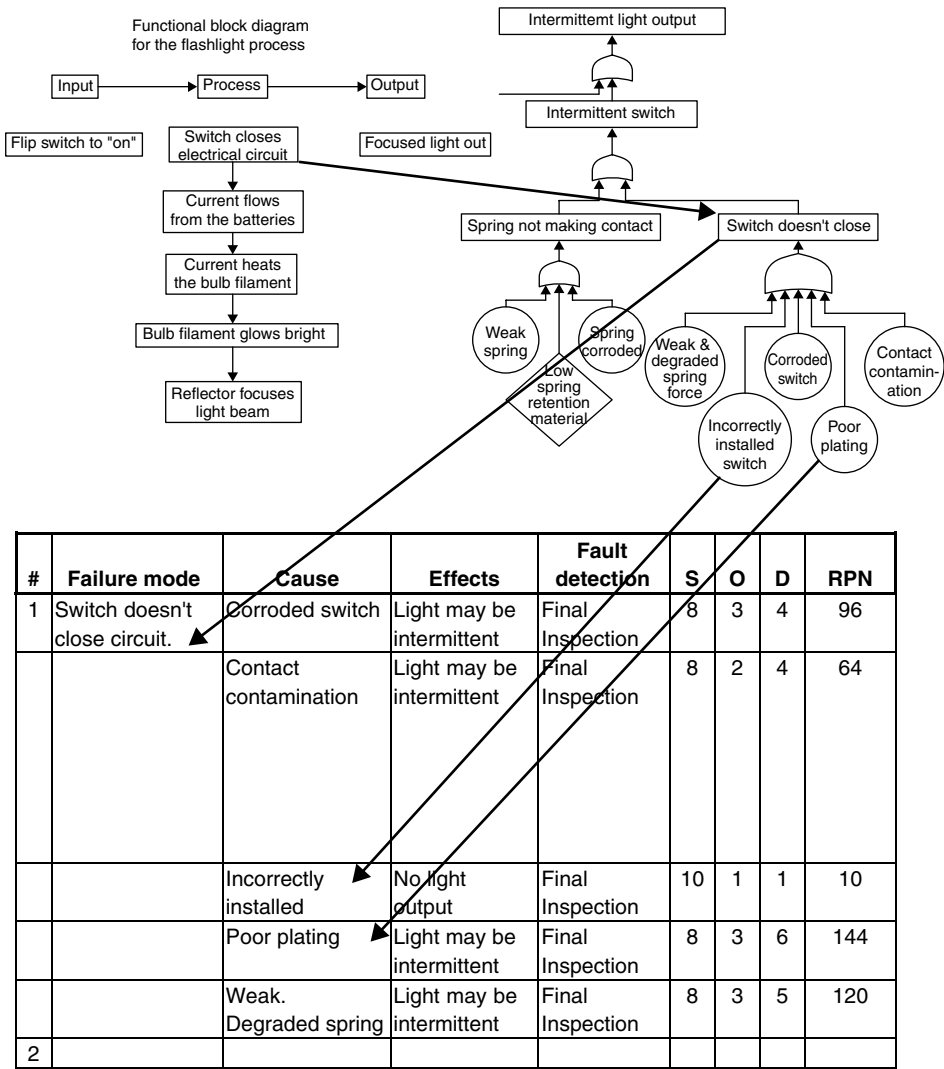 Functional block diagram
for the flashlight process
Input
Process
Output
Flip switch to "on"
Switch closes
electrical circuit
Focused light out
Current flows
from the batteries
Current heats
the bulb filament
Bulb filament glows bright
Reflector focuses
light beam
Intermittemt light output
Intermittent switch
Spring not making contact
Switch doesn't close
Weak
spring
Low
spring
retention
material
Spring
corroded
Weak &
degraded
spring
force
Incorrectly
installed
switch
Corroded
switch
Poor
plating
Contact
contamin-
ation
# Failure mode Cause Effects Fault
detection S O D RPN
1 Switch doesn't
close circuit.
Corroded switch
Light may be
intermittent
Final
Inspection
8 3 4 96
Contact
contamination
Light may be
intermittent
Final
Inspection
8 2 4 64
Incorrectly
installed
No light
output
Final
Inspection
10 1 1 10
Poor plating
Light may be
intermittent
Final
Inspection
8 3 6 144
Weak.
Degraded spring
Light may be
intermittent
Final
Inspection
8 3 5 120
2